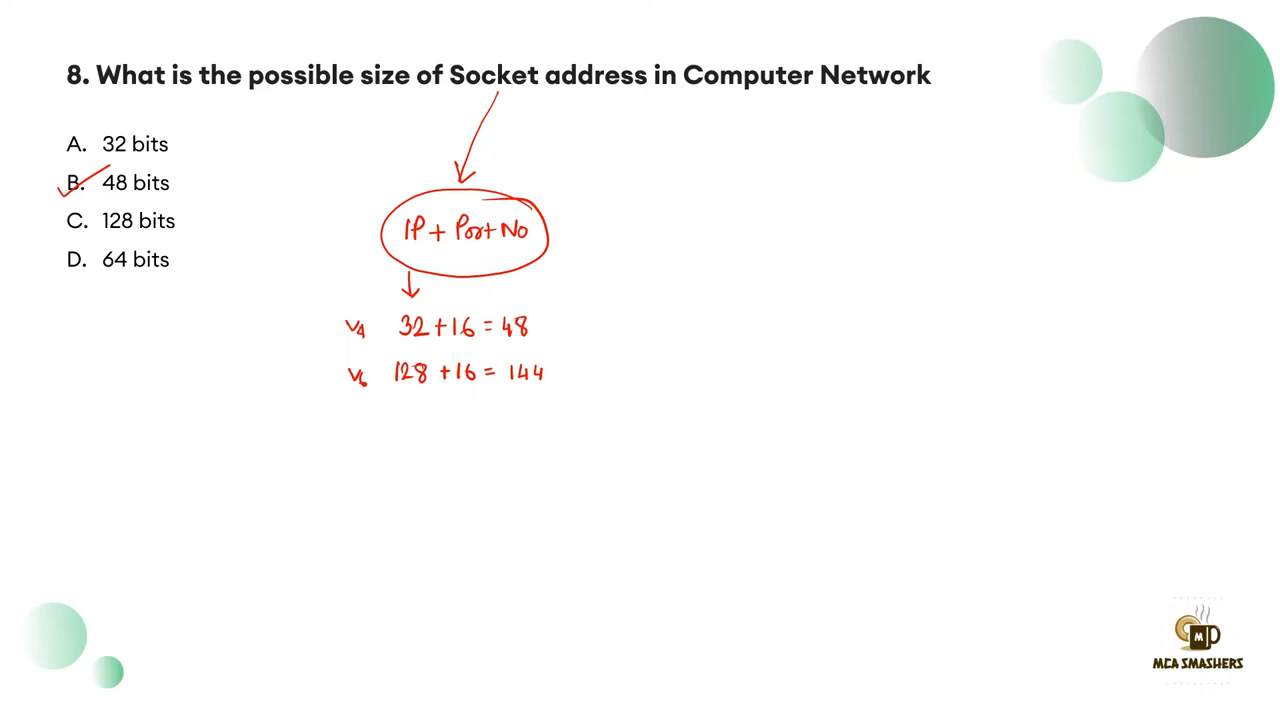 8. What is the possible size of Socket address in Computer Network
A. 32 bits
B. 48 bits
C. 128 bits
D. 64 bits
IP + Port No
V4 32 + 16 = 48
V6 128 + 16 = 144
M
MCA SMASHERS